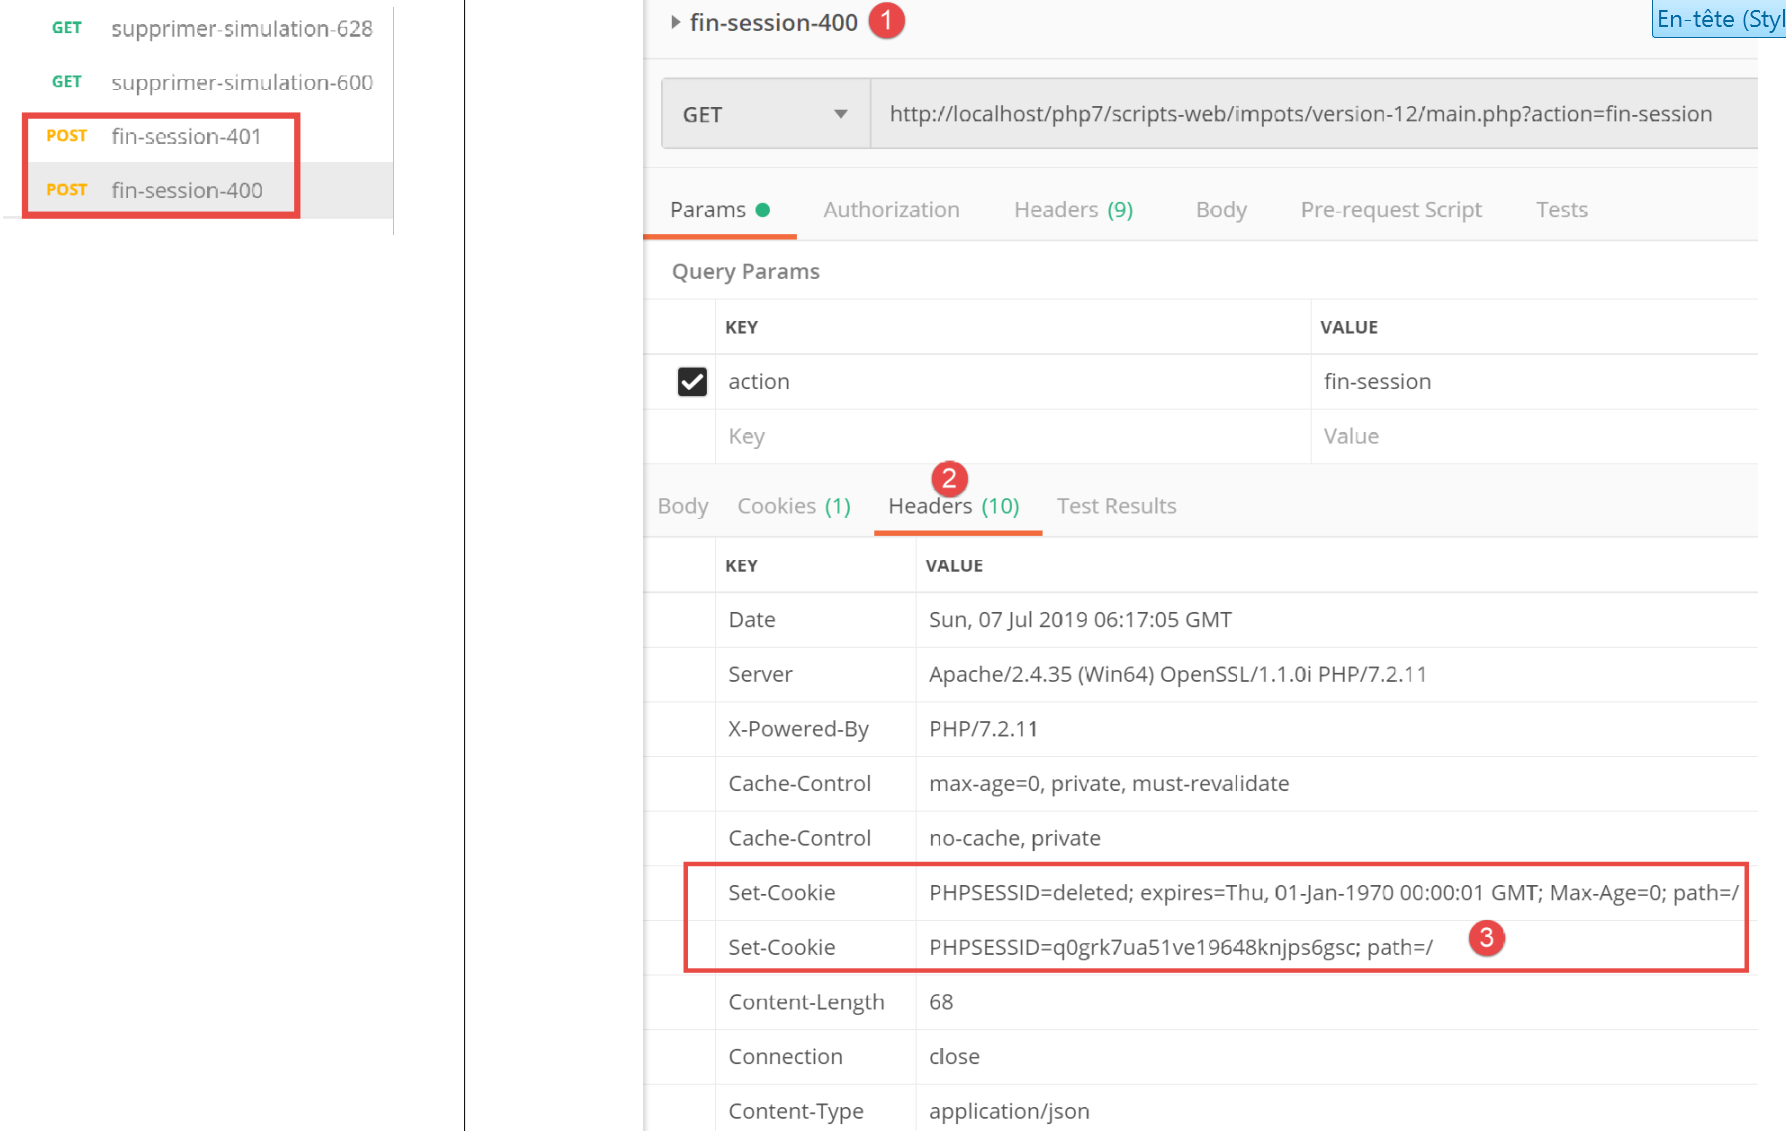 GET supprimer-simulation-628
GET supprimer-simulation-600
POST fin-session-401
POST fin-session-400
fin-session-400 1
En-tête (Styl
GET http://localhost/php7/scripts-web/impots/version-12/main.php?action=fin-session
Params Authorization Headers (9) Body Pre-request Script Tests
Query Params
KEY VALUE
action fin-session
Key Value
2
Body Cookies (1) Headers (10) Test Results
KEY VALUE
Date Sun, 07 Jul 2019 06:17:05 GMT
Server Apache/2.4.35 (Win64) OpenSSL/1.1.0i PHP/7.2.11
X-Powered-By PHP/7.2.11
Cache-Control max-age=0, private, must-revalidate
Cache-Control no-cache, private
Set-Cookie PHPSESSID=deleted; expires=Thu, 01-Jan-1970 00:00:01 GMT; Max-Age=0; path=/
Set-Cookie PHPSESSID=q0grk7ua51ve19648knjps6gsc; path=/ 3
Content-Length 68
Connection close
Content-Type application/json